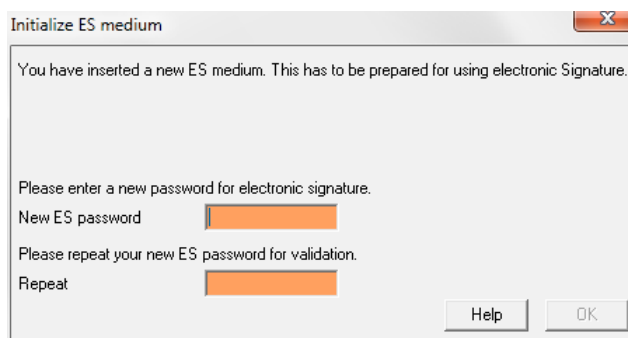 Initialize ES medium
You have inserted a new ES medium. This has to be prepared for using electronic Signature.
Please enter a new password for electronic signature.
New ES password
Please repeat your new ES password for validation.
Repeat
Help
OK